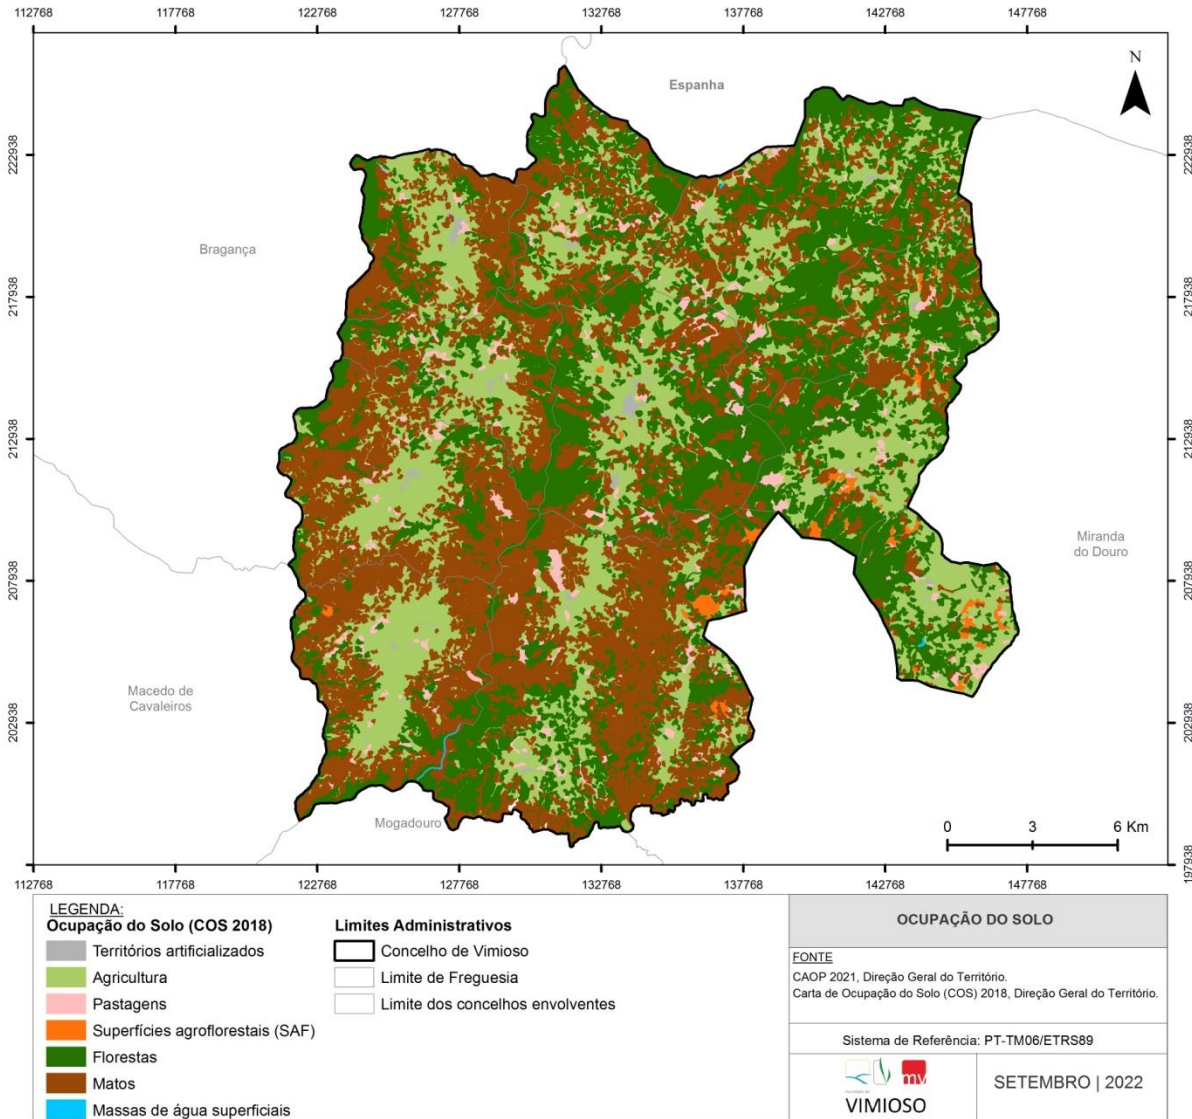 112768 117768 122768 127768 132768 137768 142768 147768
Espanha
N
222938 222938
Bragança
217938 217938
212938 212938
Miranda
do Douro
207938 207938
Macedo de
Cavaleiros
202938 202938
Mogadouro
0 3 6 Km
197938
112768 117768 122768 127768 132768 137768 142768 147768
LEGENDA:
Ocupação do Solo (COS 2018)
Territórios artificializados
Agricultura
Pastagens
Superfícies agroflorestais (SAF)
Florestas
Matos
Massas de água superficiais
Limites Administrativos
Concelho de Vimioso
Limite de Freguesia
Limite dos concelhos envolventes
OCUPAÇÃO DO SOLO
FONTE
CAOP 2021, Direção Geral do Território.
Carta de Ocupação do Solo (COS) 2018, Direção Geral do Território.
Sistema de Referência: PT-TM06/ETRS89
mv
VIMIOSO
SETEMBRO | 2022